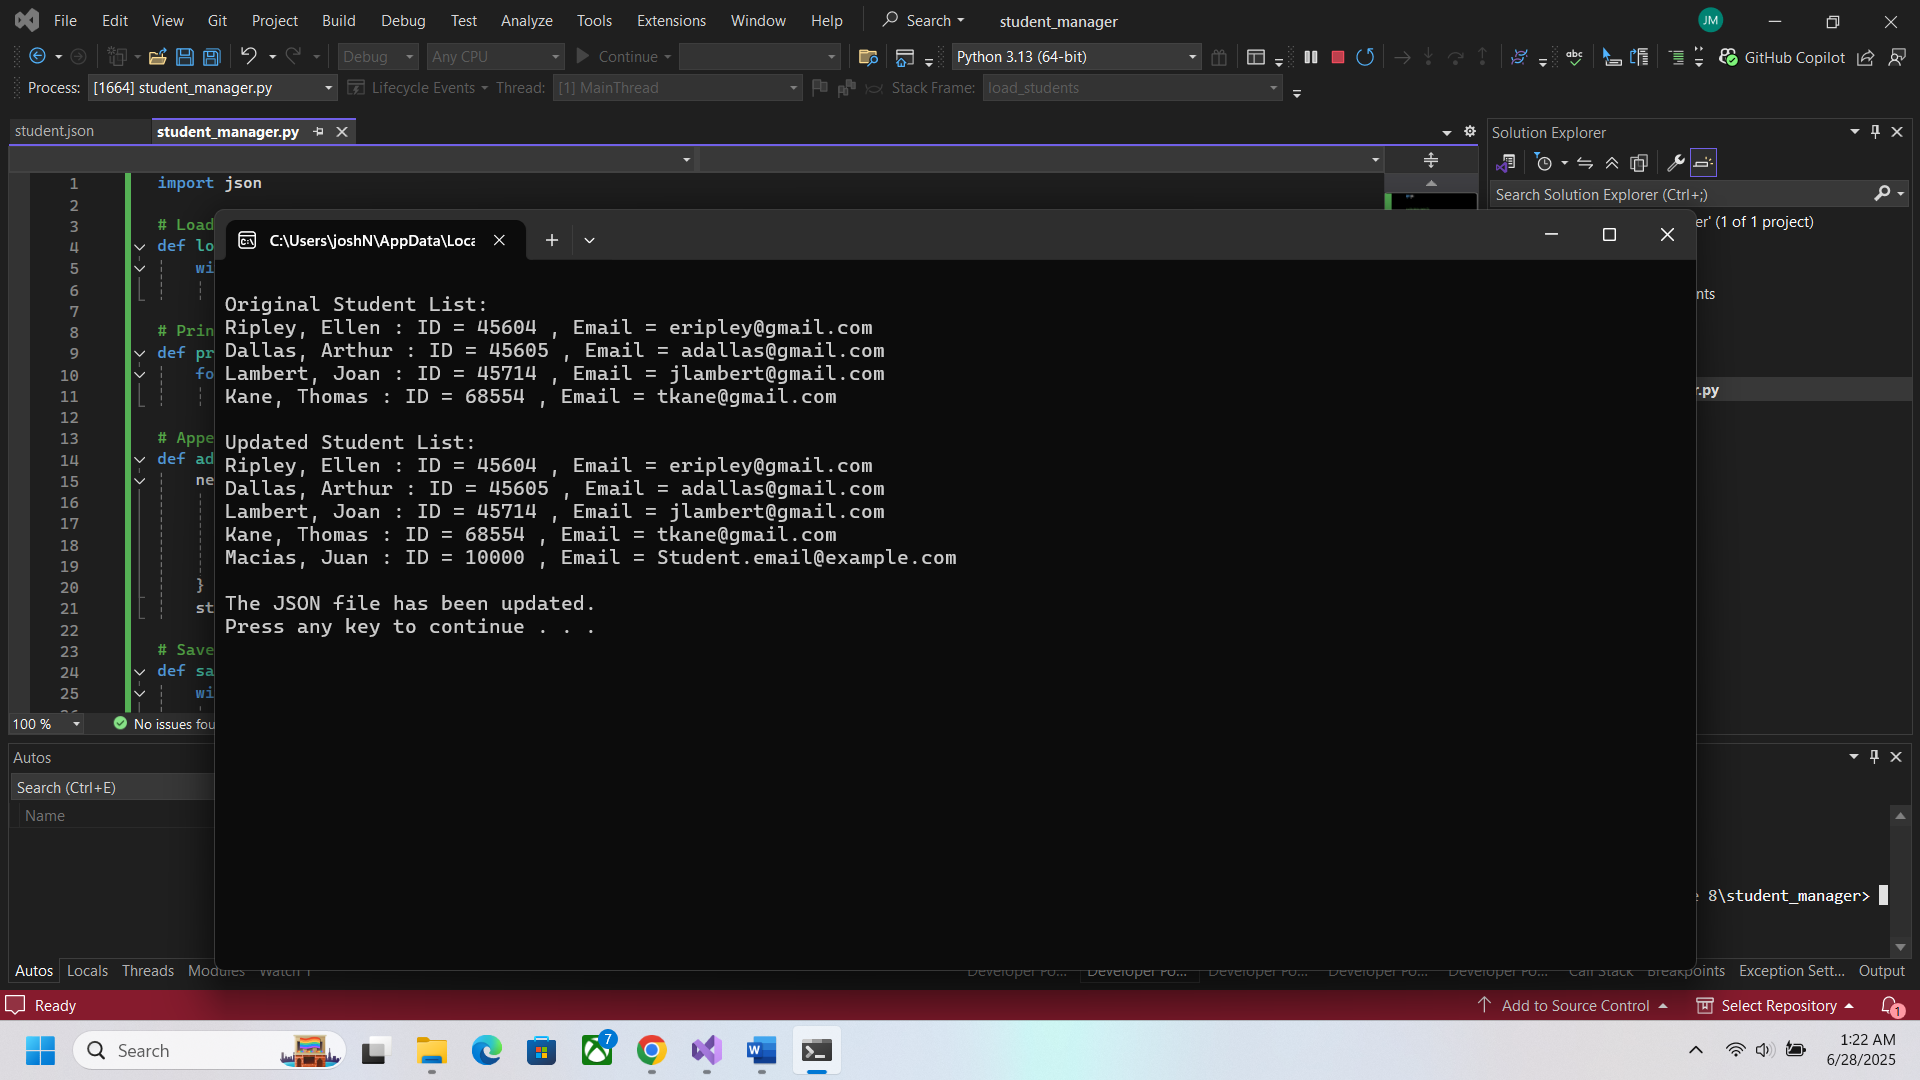 File Edit View Git Project Build Debug Test Analyze Tools Extensions Window Help Search student_manager JM
Debug Any CPU Continue Python 3.13 (64-bit) GitHub Copilot
Process: [1664] student_manager.py Lifecycle Events Thread: [1] MainThread Stack Frame: load_students
student.json student_manager.py Solution Explorer
Search Solution Explorer (Ctrl+;)
1 import json
2
3 # Load
4 def lo
5 wi
6
7
8 # Prin
9 def pr
10 fo
11
12
13 # Appe
14 def ad
15 ne
16
17
18
19
20 }
21 st
22
23 # Save
24 def sa
25 wi
er' (1 of 1 project)
nts
.py
C:\Users\joshN\AppData\Loca
Original Student List:
Ripley, Ellen : ID = 45604 , Email = eripley@gmail.com
Dallas, Arthur : ID = 45605 , Email = adallas@gmail.com
Lambert, Joan : ID = 45714 , Email = jlambert@gmail.com
Kane, Thomas : ID = 68554 , Email = tkane@gmail.com
Updated Student List:
Ripley, Ellen : ID = 45604 , Email = eripley@gmail.com
Dallas, Arthur : ID = 45605 , Email = adallas@gmail.com
Lambert, Joan : ID = 45714 , Email = jlambert@gmail.com
Kane, Thomas : ID = 68554 , Email = tkane@gmail.com
Macias, Juan : ID = 10000 , Email = Student.email@example.com
The JSON file has been updated.
Press any key to continue . . .
100 % No issues fou
Autos
Search (Ctrl+E)
Name
8\student_manager>
Autos Locals Threads Modules Watch 1 Developer Po... Developer Po... Developer Po... Developer Po... Developer Po... Call Stack Breakpoints Exception Sett... Output
Ready Add to Source Control Select Repository 1
Search 7 1:22 AM
6/28/2025